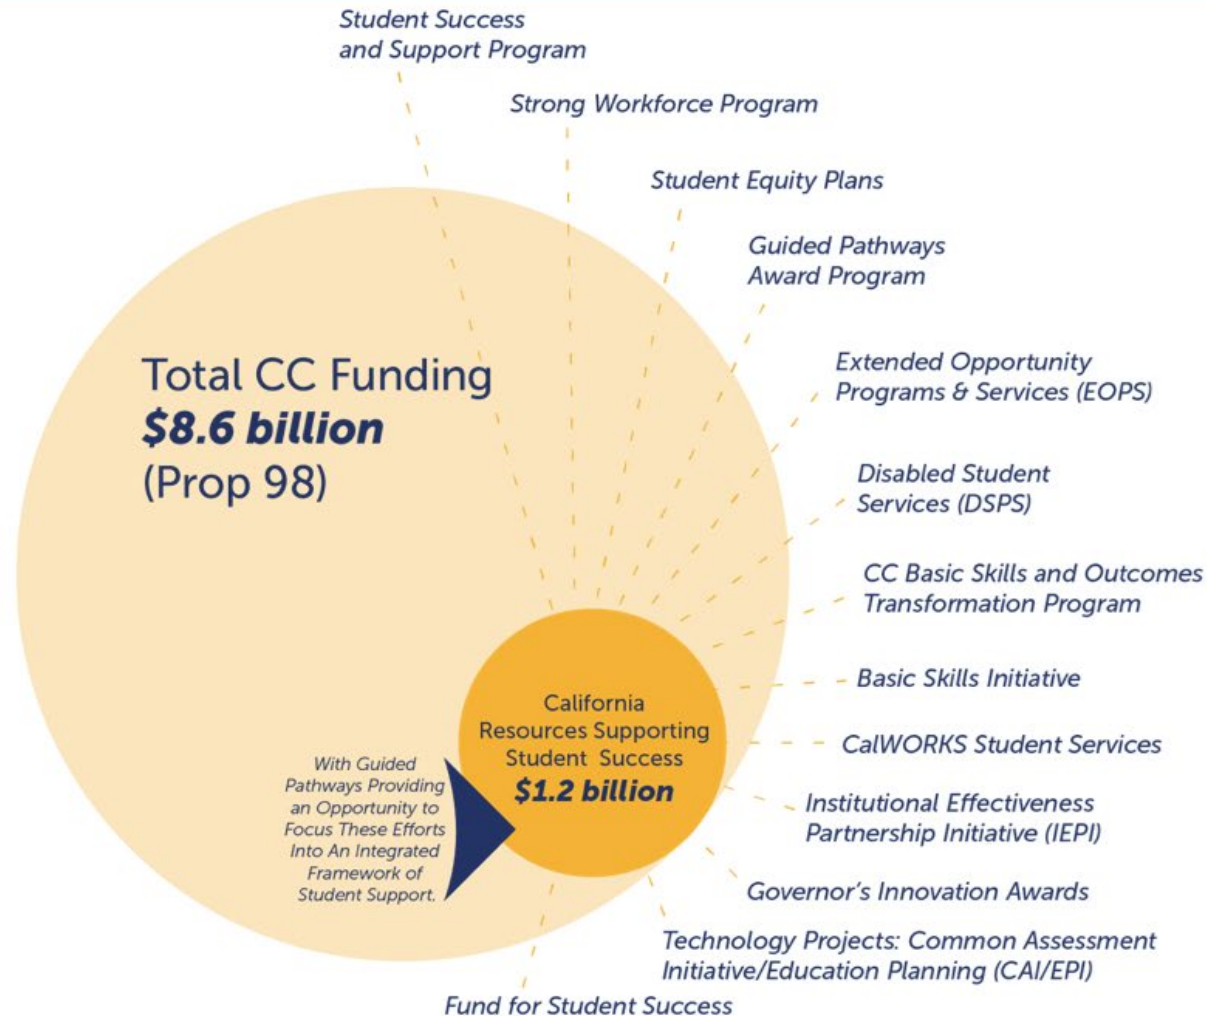 Student Success
and Support Program
Strong Workforce Program
Student Equity Plans
Guided Pathways
Award Program
Extended Opportunity
Programs & Services (EOPS)
Disabled Student
Services (DSPS)
CC Basic Skills and Outcomes
Transformation Program
Basic Skills Initiative
CalWORKS Student Services
Institutional Effectiveness
Partnership Initiative (IEPI)
Governor's Innovation Awards
Technology Projects: Common Assessment
Initiative/Education Planning (CAI/EPI)
Fund for Student Success
Total CC Funding
$8.6 billion
(Prop 98)
California
Resources Supporting
Student Success
$1.2 billion
With Guided
Pathways Providing
an Opportunity to
Focus These Efforts
Into An Integrated
Framework of
Student Support.